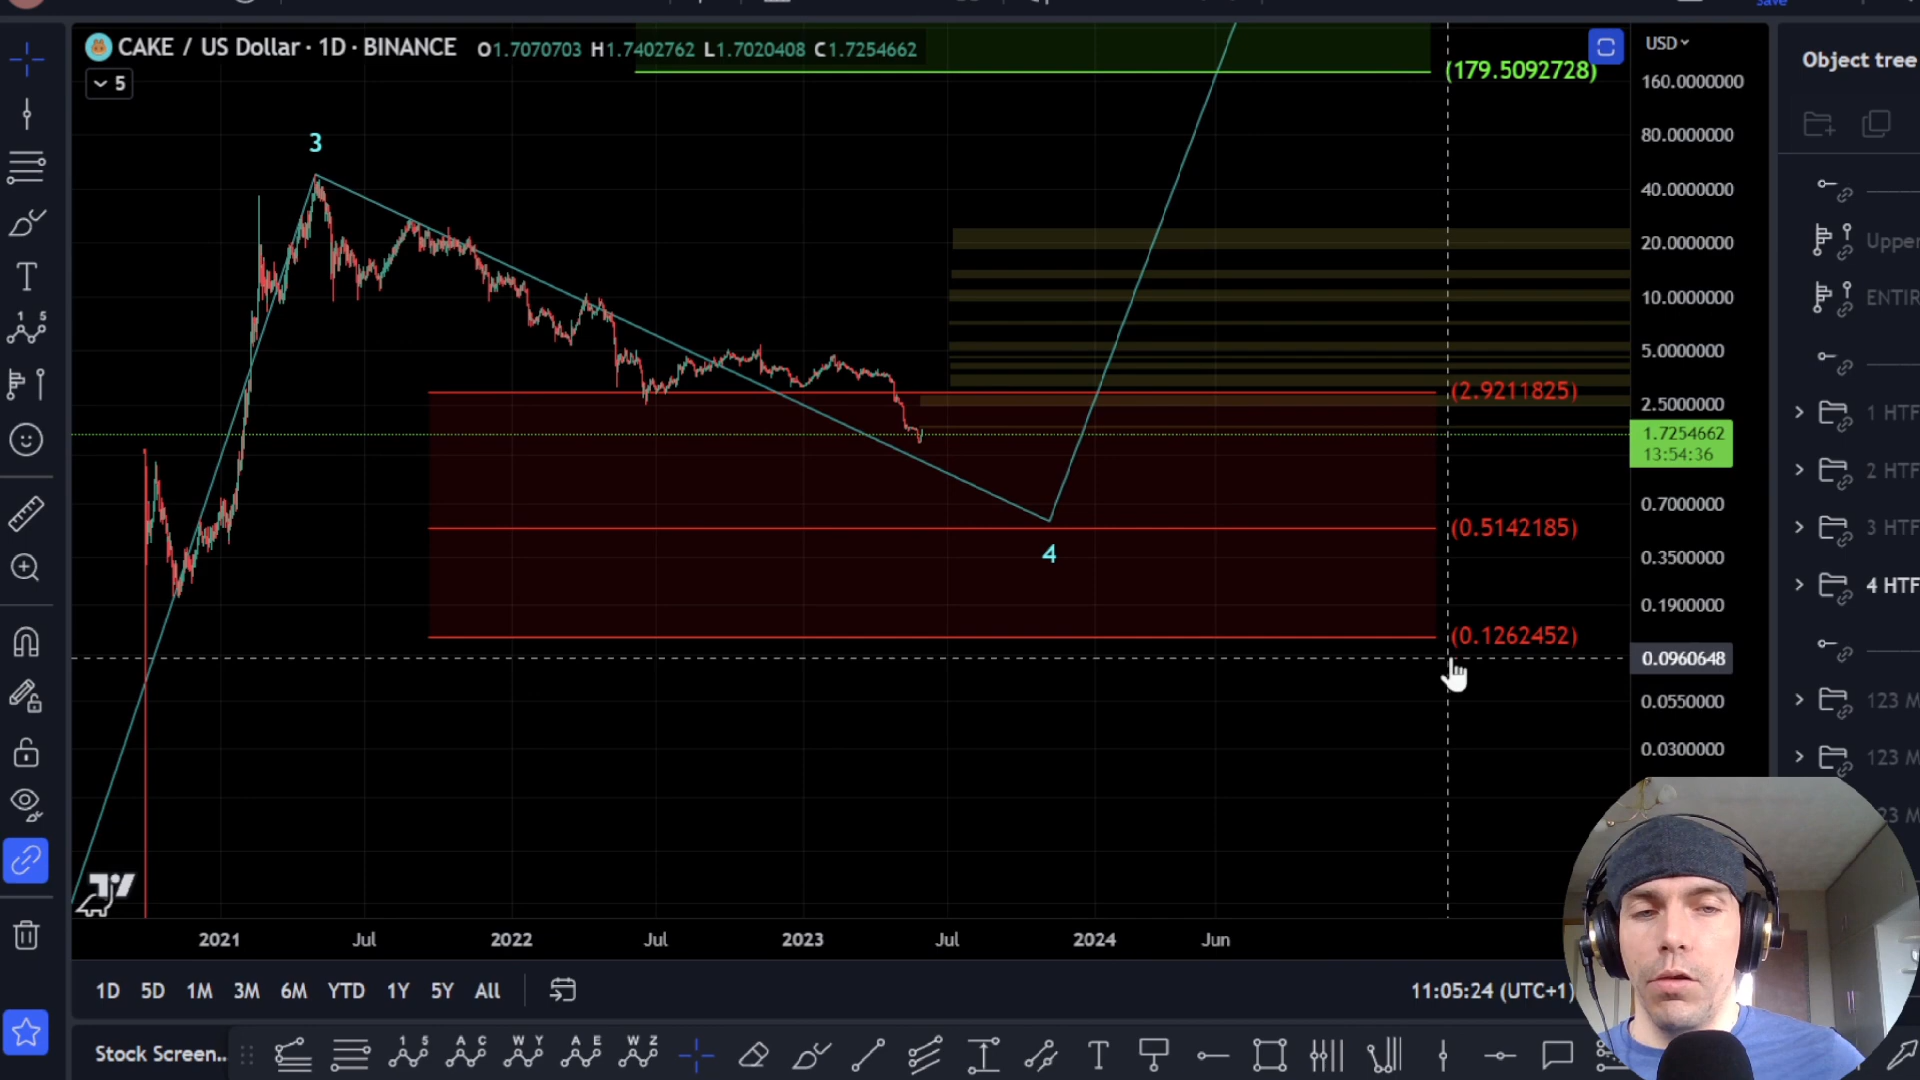 Save
CAKE / US Dollar · 1D · BINANCE O1.7070703 H1.7402762 L1.7020408 C1.7254662
5
USD
Object tree
(179.5092728)
160.0000000
80.0000000
3
40.0000000
20.0000000
Upper
10.0000000
ENTIR
5.0000000
(2.9211825)
2.5000000
1 HTF
1.7254662
13:54:36
2 HTF
0.7000000
(0.5142185)
3 HTF
4
0.3500000
4 HTF
0.1900000
(0.1262452)
0.0960648
0.0550000
123 M
0.0300000
123 M
23 M
2021 Jul 2022 Jul 2023 Jul 2024 Jun
1D 5D 1M 3M 6M YTD 1Y 5Y All
11:05:24 (UTC+1)
Stock Screen..